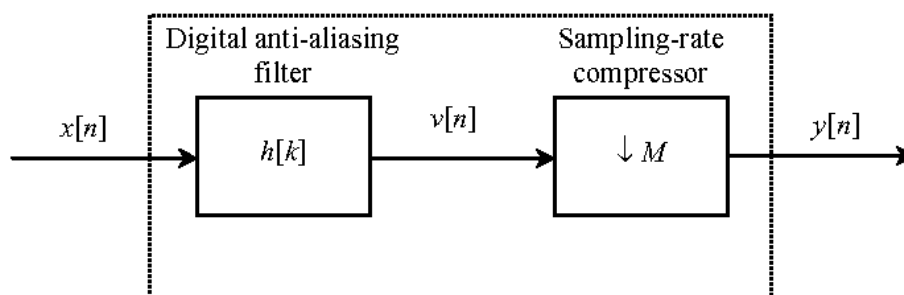 Digital anti-aliasing
filter
Sampling-rate
compressor
x[n]
h[k]
v[n]
↓ M
y[n]